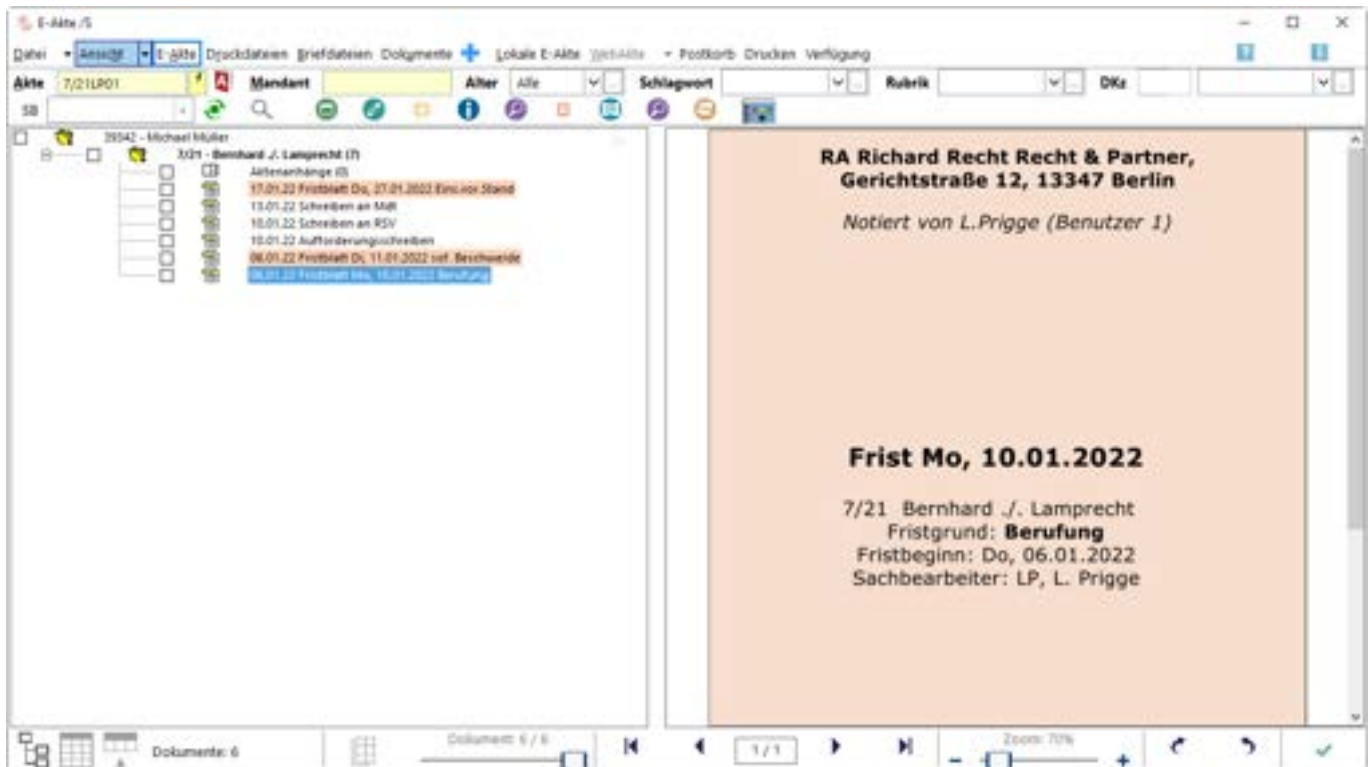 E-Akte /S
Datei Ansicht E-Akte Druckdateien Briefdateien Dokumente Lokale E-Akte WebAkte Postkorb Drucken Verfügung
Akte 7/21LP01 Mandant Alter Alle Schlagwort Rubrik DKz
SB
39342 - Michael Müller
7/21 - Bernhard ./. Lamprecht (7)
Aktenanhänge (0)
17.01.22 Fristblatt Do, 27.01.2022 Eins.vor.Stand
13.01.22 Schreiben an Mdt
10.01.22 Schreiben an RSV
10.01.22 Aufforderungsschreiben
06.01.22 Fristblatt Di, 11.01.2022 sof. Beschwerde
06.01.22 Fristblatt Mo, 10.01.2022 Berufung
RA Richard Recht Recht & Partner,
Gerichtstraße 12, 13347 Berlin
Notiert von L.Prigge (Benutzer 1)
Frist Mo, 10.01.2022
7/21 Bernhard ./. Lamprecht
Fristgrund: Berufung
Fristbeginn: Do, 06.01.2022
Sachbearbeiter: LP, L. Prigge
Dokumente: 6
Dokument: 6 / 6
1 / 1
Zoom: 70%